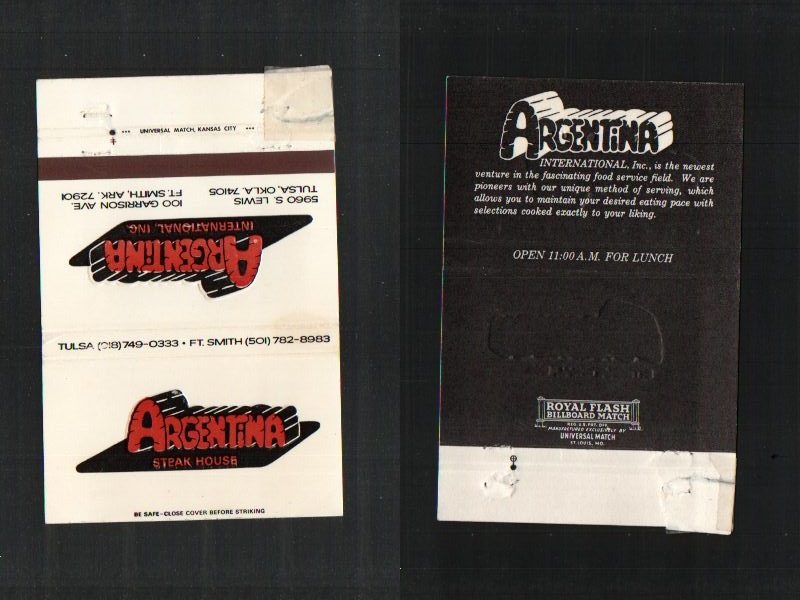 ••• UNIVERSAL MATCH, KANSAS CITY •••
5960 S. LEWIS
TULSA, OKLA. 74105
100 GARRISON AVE.
FT. SMITH, ARK. 72901
ARGENTINA
INTERNATIONAL, INC.
TULSA (918)749-0333 • FT. SMITH (501) 782-8983
ARGENTINA
STEAK HOUSE
BE SAFE - CLOSE COVER BEFORE STRIKING
ARGENTINA
INTERNATIONAL, Inc., is the newest
venture in the fascinating food service field. We are
pioneers with our unique method of serving, which
allows you to maintain your desired eating pace with
selections cooked exactly to your liking.
OPEN 11:00 A.M. FOR LUNCH
ROYAL FLASH
BILLBOARD MATCH
REG. U.S. PAT. OFF.
MANUFACTURED EXCLUSIVELY BY
UNIVERSAL MATCH
ST. LOUIS, MO.